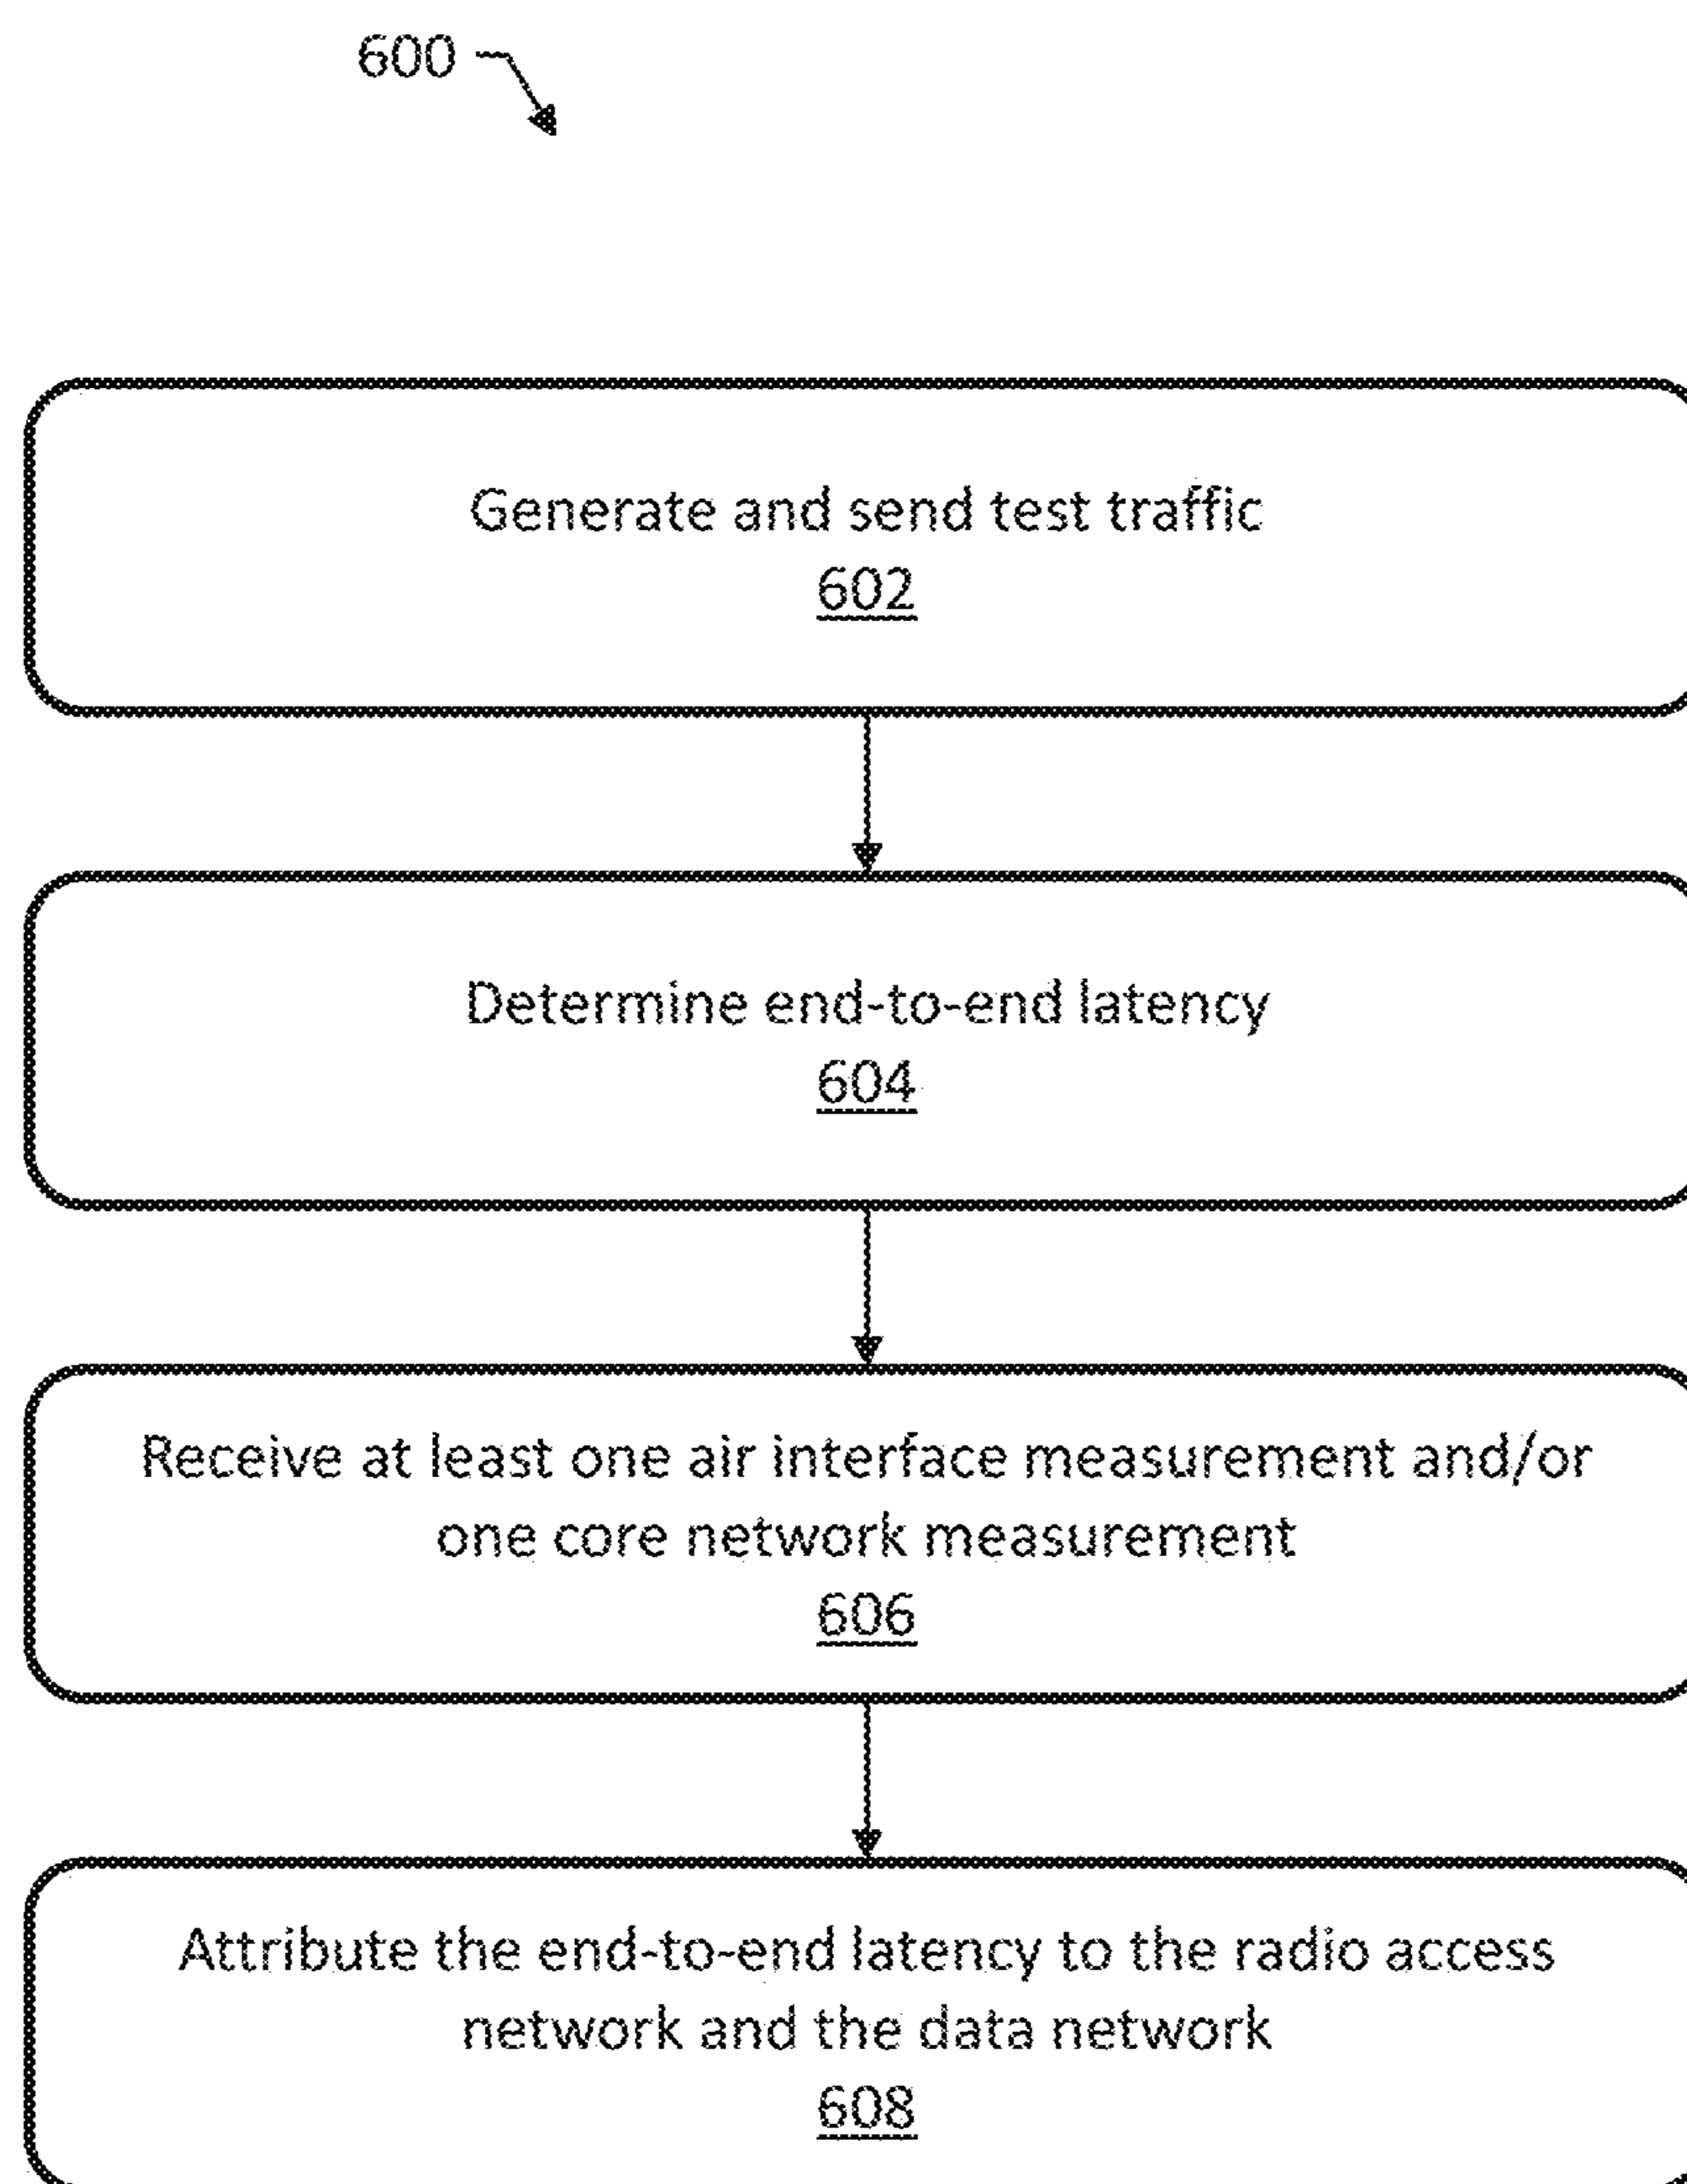 600
Generate and send test traffic
602
Determine end-to-end latency
604
Receive at least one air interface measurement and/or
one core network measurement
606
Attribute the end-to-end latency to the radio access
network and the data network
608